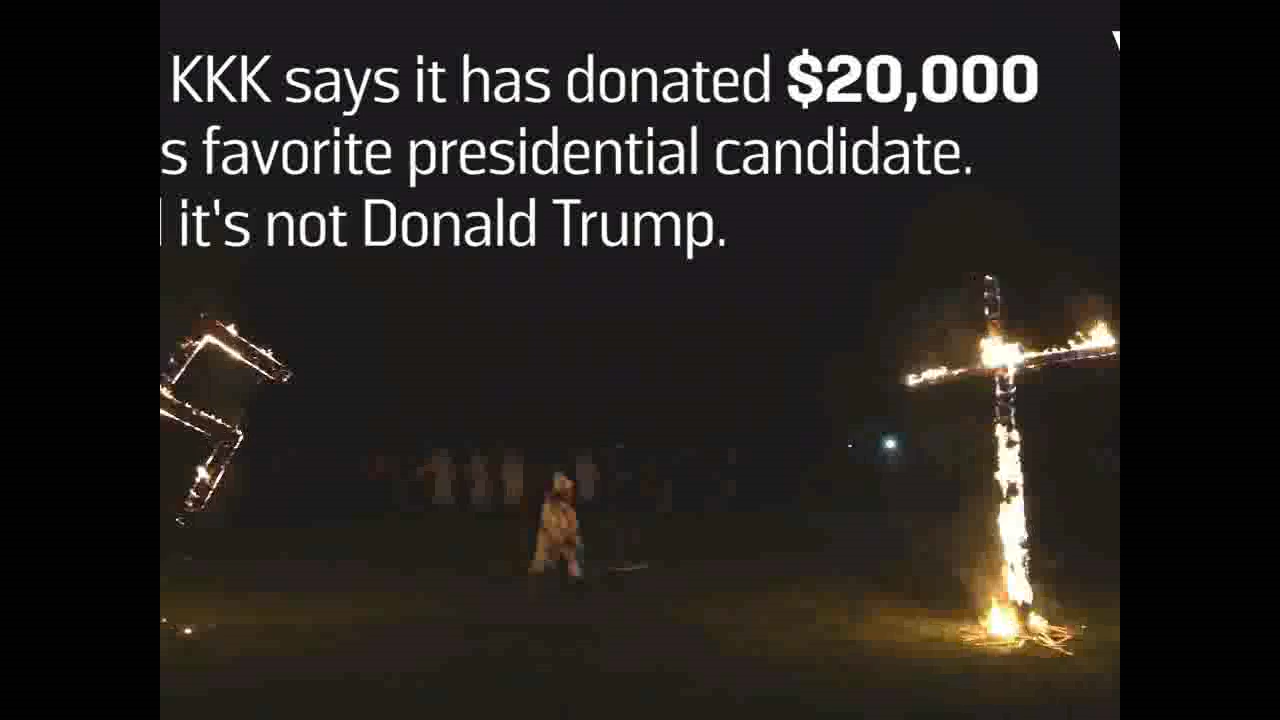 KKK says it has donated $20,000
s favorite presidential candidate.
it's not Donald Trump.